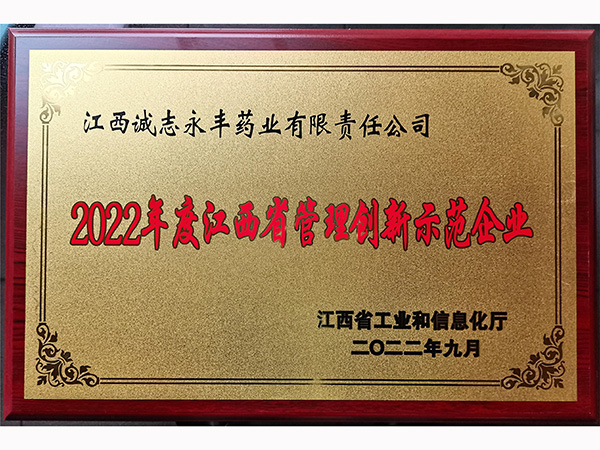 江西诚志永丰药业有限责任公司
2022年度江西省管理创新示范企业
江西省工业和信息化厅
二〇二二年九月